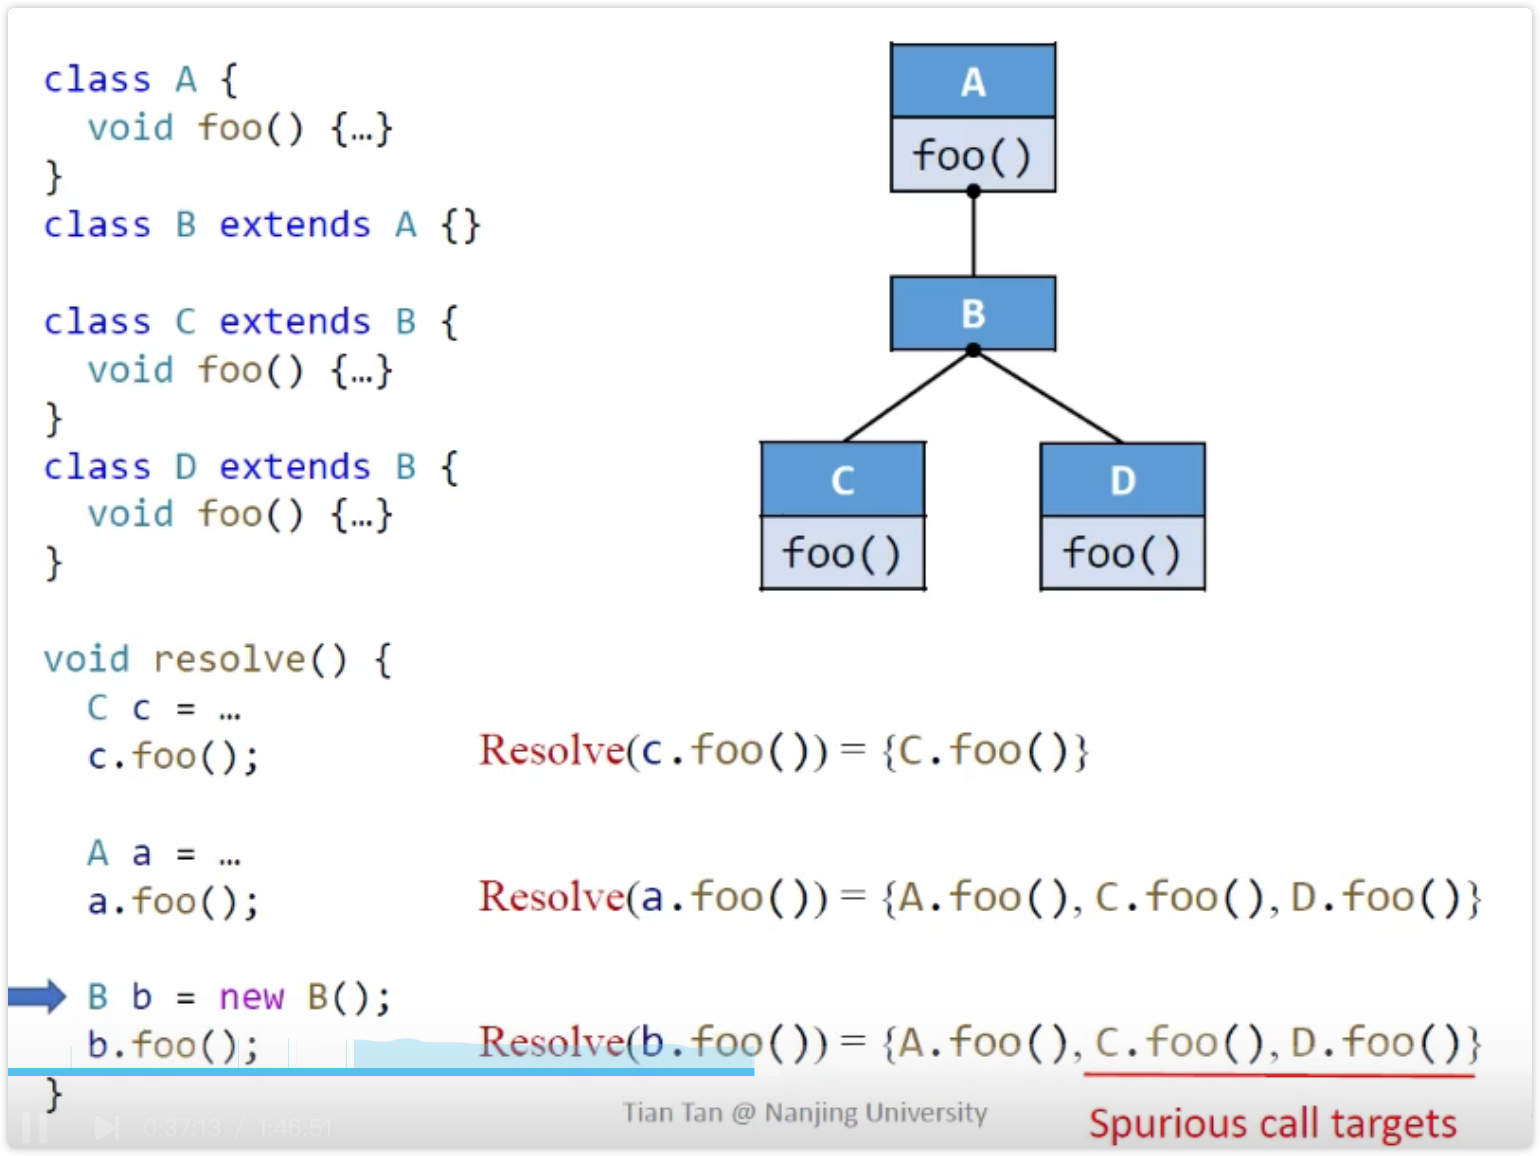 class A {
void foo() {…}
}
class B extends A {}
class C extends B {
void foo() {…}
}
class D extends B {
void foo() {…}
}
void resolve() {
C c = …
c.foo();
A a = …
a.foo();
B b = new B();
b.foo();
}
A
foo()
B
C
foo()
D
foo()
Resolve(c.foo()) = {C.foo()}
Resolve(a.foo()) = {A.foo(), C.foo(), D.foo()}
Resolve(b.foo()) = {A.foo(), C.foo(), D.foo()}
Spurious call targets
Tian Tan @ Nanjing University
0:37:13 / 1:46:51